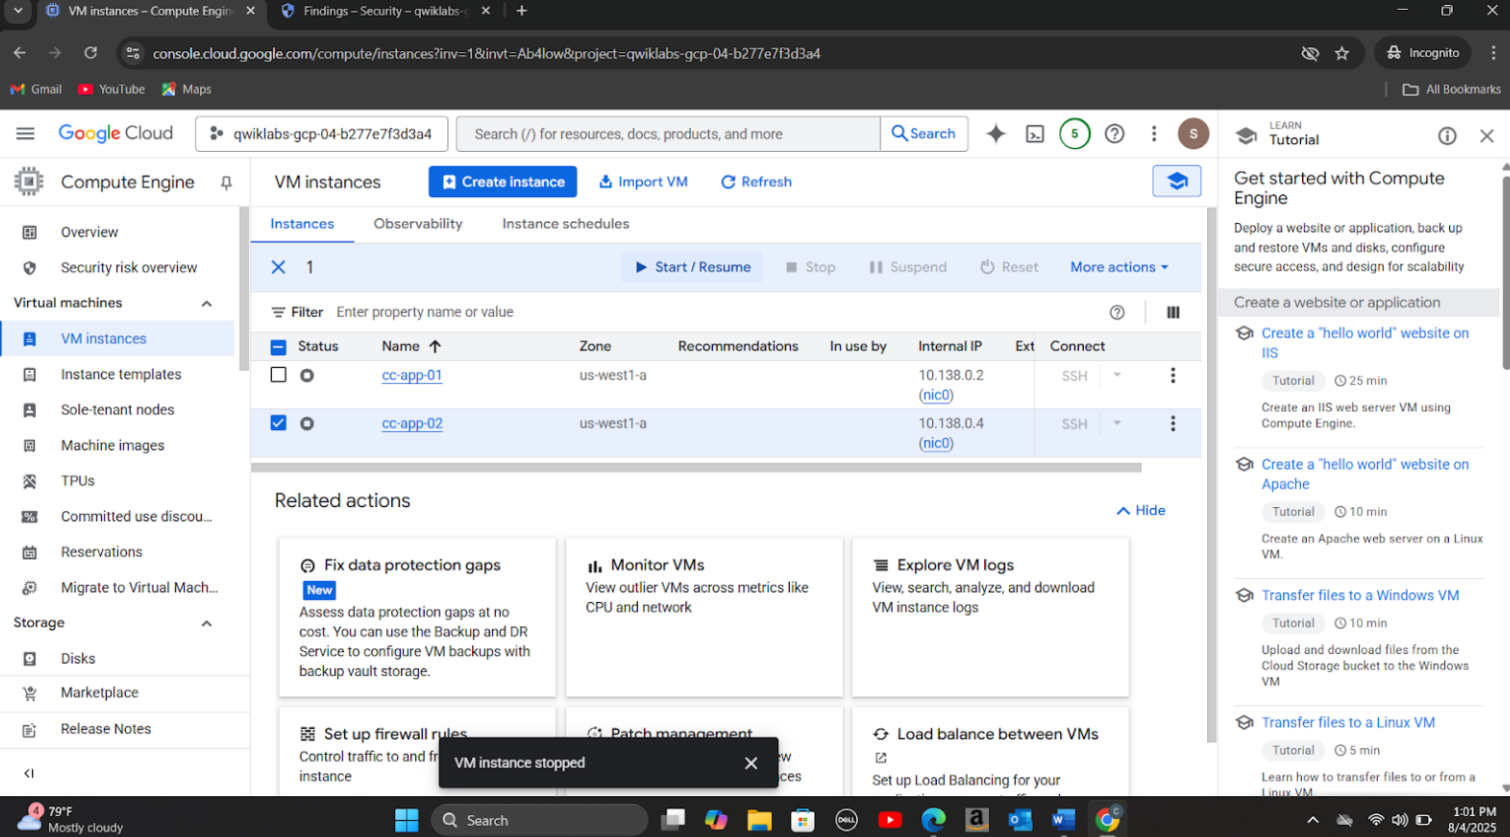 VM instances – Compute Engin
Findings – Security – qwiklabs-
console.cloud.google.com/compute/instances?inv=1&invt=Ab4low&project=qwiklabs-gcp-04-b277e7f3d3a4
Incognito
Gmail
YouTube
Maps
All Bookmarks
Google Cloud
qwiklabs-gcp-04-b277e7f3d3a4
Search (/) for resources, docs, products, and more
Search
5
S
LEARN
Tutorial
Compute Engine
VM instances
Create instance
Import VM
Refresh
Overview
Security risk overview
Virtual machines
VM instances
Instance templates
Sole-tenant nodes
Machine images
TPUs
Committed use discou...
Reservations
Migrate to Virtual Mach...
Storage
Disks
Marketplace
Release Notes
Instances
Observability
Instance schedules
1
Start / Resume
Stop
Suspend
Reset
More actions
Filter
Enter property name or value
Status
Name
Zone
Recommendations
In use by
Internal IP
Ext
Connect
cc-app-01
us-west1-a
10.138.0.2
(nic0)
SSH
cc-app-02
us-west1-a
10.138.0.4
(nic0)
SSH
Related actions
Hide
Fix data protection gaps
New
Assess data protection gaps at no
cost. You can use the Backup and DR
Service to configure VM backups with
backup vault storage.
Monitor VMs
View outlier VMs across metrics like
CPU and network
Explore VM logs
View, search, analyze, and download
VM instance logs
Set up firewall rules
Control traffic to and fr
instance
Patch management
Load balance between VMs
Set up Load Balancing for your
VM instance stopped
Get started with Compute
Engine
Deploy a website or application, back up
and restore VMs and disks, configure
secure access, and design for scalability
Create a website or application
Create a "hello world" website on
IIS
Tutorial
25 min
Create an IIS web server VM using
Compute Engine.
Create a "hello world" website on
Apache
Tutorial
10 min
Create an Apache web server on a Linux
VM.
Transfer files to a Windows VM
Tutorial
10 min
Upload and download files from the
Cloud Storage bucket to the Windows
VM
Transfer files to a Linux VM
Tutorial
5 min
Learn how to transfer files to or from a
Linux VM
4
79°F
Mostly cloudy
Search
DELL
1:01 PM
8/4/2025